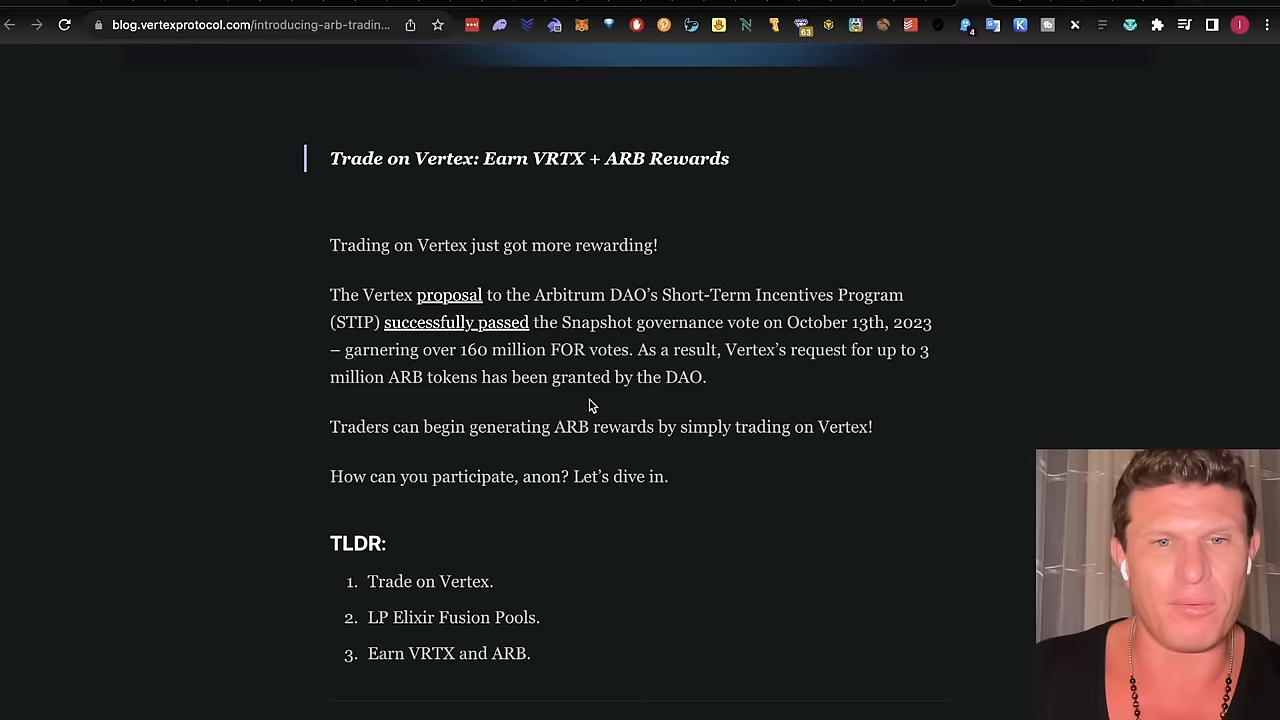 blog.vertexprotocol.com/introducing-arb-tradin...
63
4
I
Trade on Vertex: Earn VRTX + ARB Rewards
Trading on Vertex just got more rewarding!
The Vertex proposal to the Arbitrum DAO’s Short-Term Incentives Program
(STIP) successfully passed the Snapshot governance vote on October 13th, 2023
– garnering over 160 million FOR votes. As a result, Vertex’s request for up to 3
million ARB tokens has been granted by the DAO.
Traders can begin generating ARB rewards by simply trading on Vertex!
How can you participate, anon? Let’s dive in.
TLDR:
1. Trade on Vertex.
2. LP Elixir Fusion Pools.
3. Earn VRTX and ARB.